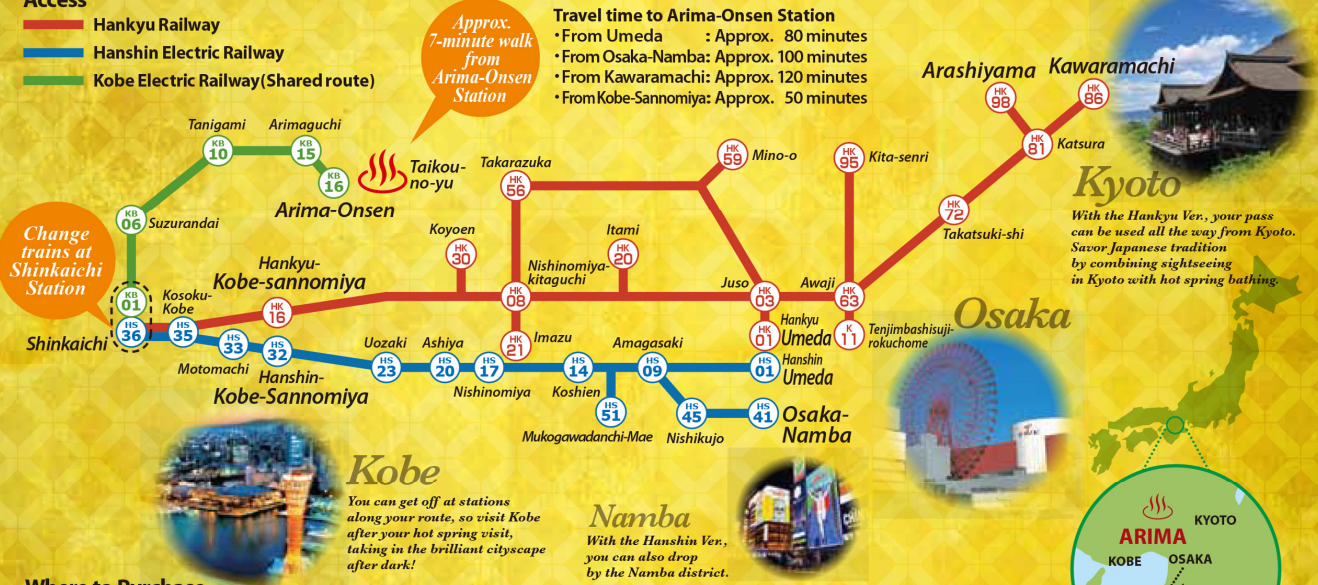 Access
Hankyu Railway
Hanshin Electric Railway
Kobe Electric Railway(Shared route)
Approx.
7-minute walk
from
Arima-Onsen
Station
Travel time to Arima-Onsen Station
・From Umeda : Approx. 80 minutes
・From Osaka-Namba: Approx. 100 minutes
・From Kawaramachi: Approx. 120 minutes
・From Kobe-Sannomiya: Approx. 50 minutes
Arashiyama
HK
98
Kawaramachi
HK
86
HK
81
Katsura
HK
72
Takatsuki-shi
Tanigami
KB
10
Arimaguchi
KB
15
KB
16
Arima-Onsen
Taikou-
no-yu
KB
06
Suzurandai
Change
trains at
Shinkaichi
Station
KB
01
HS
36
Shinkaichi
Kosoku-
Kobe
HS
35
Hankyu-
Kobe-sannomiya
HK
16
Koyoen
HK
30
Takarazuka
HK
56
Nishinomiya-
kitaguchi
HK
08
HK
21
Imazu
Itami
HK
20
HK
59
Mino-o
Juso
HK
03
HK
01
Hankyu
Umeda
HK
95
Kita-senri
Awaji
HK
63
K
11
Tenjimbashisuji-
rokuchome
HS
33
Motomachi
HS
32
Hanshin-
Kobe-Sannomiya
Uozaki
HS
23
Ashiya
HS
20
HS
17
Nishinomiya
HS
14
Koshien
HS
51
Mukogawadanchi-Mae
Amagasaki
HS
09
HS
01
Hanshin
Umeda
HS
45
Nishikujo
HS
41
Osaka-
Namba
Kyoto
With the Hankyu Ver., your pass
can be used all the way from Kyoto.
Savor Japanese tradition
by combining sightseeing
in Kyoto with hot spring bathing.
Osaka
Kobe
You can get off at stations
along your route, so visit Kobe
after your hot spring visit,
taking in the brilliant cityscape
after dark!
Namba
With the Hanshin Ver.,
you can also drop
by the Namba district.
ARIMA
KYOTO
KOBE
OSAKA
Where to Purchase